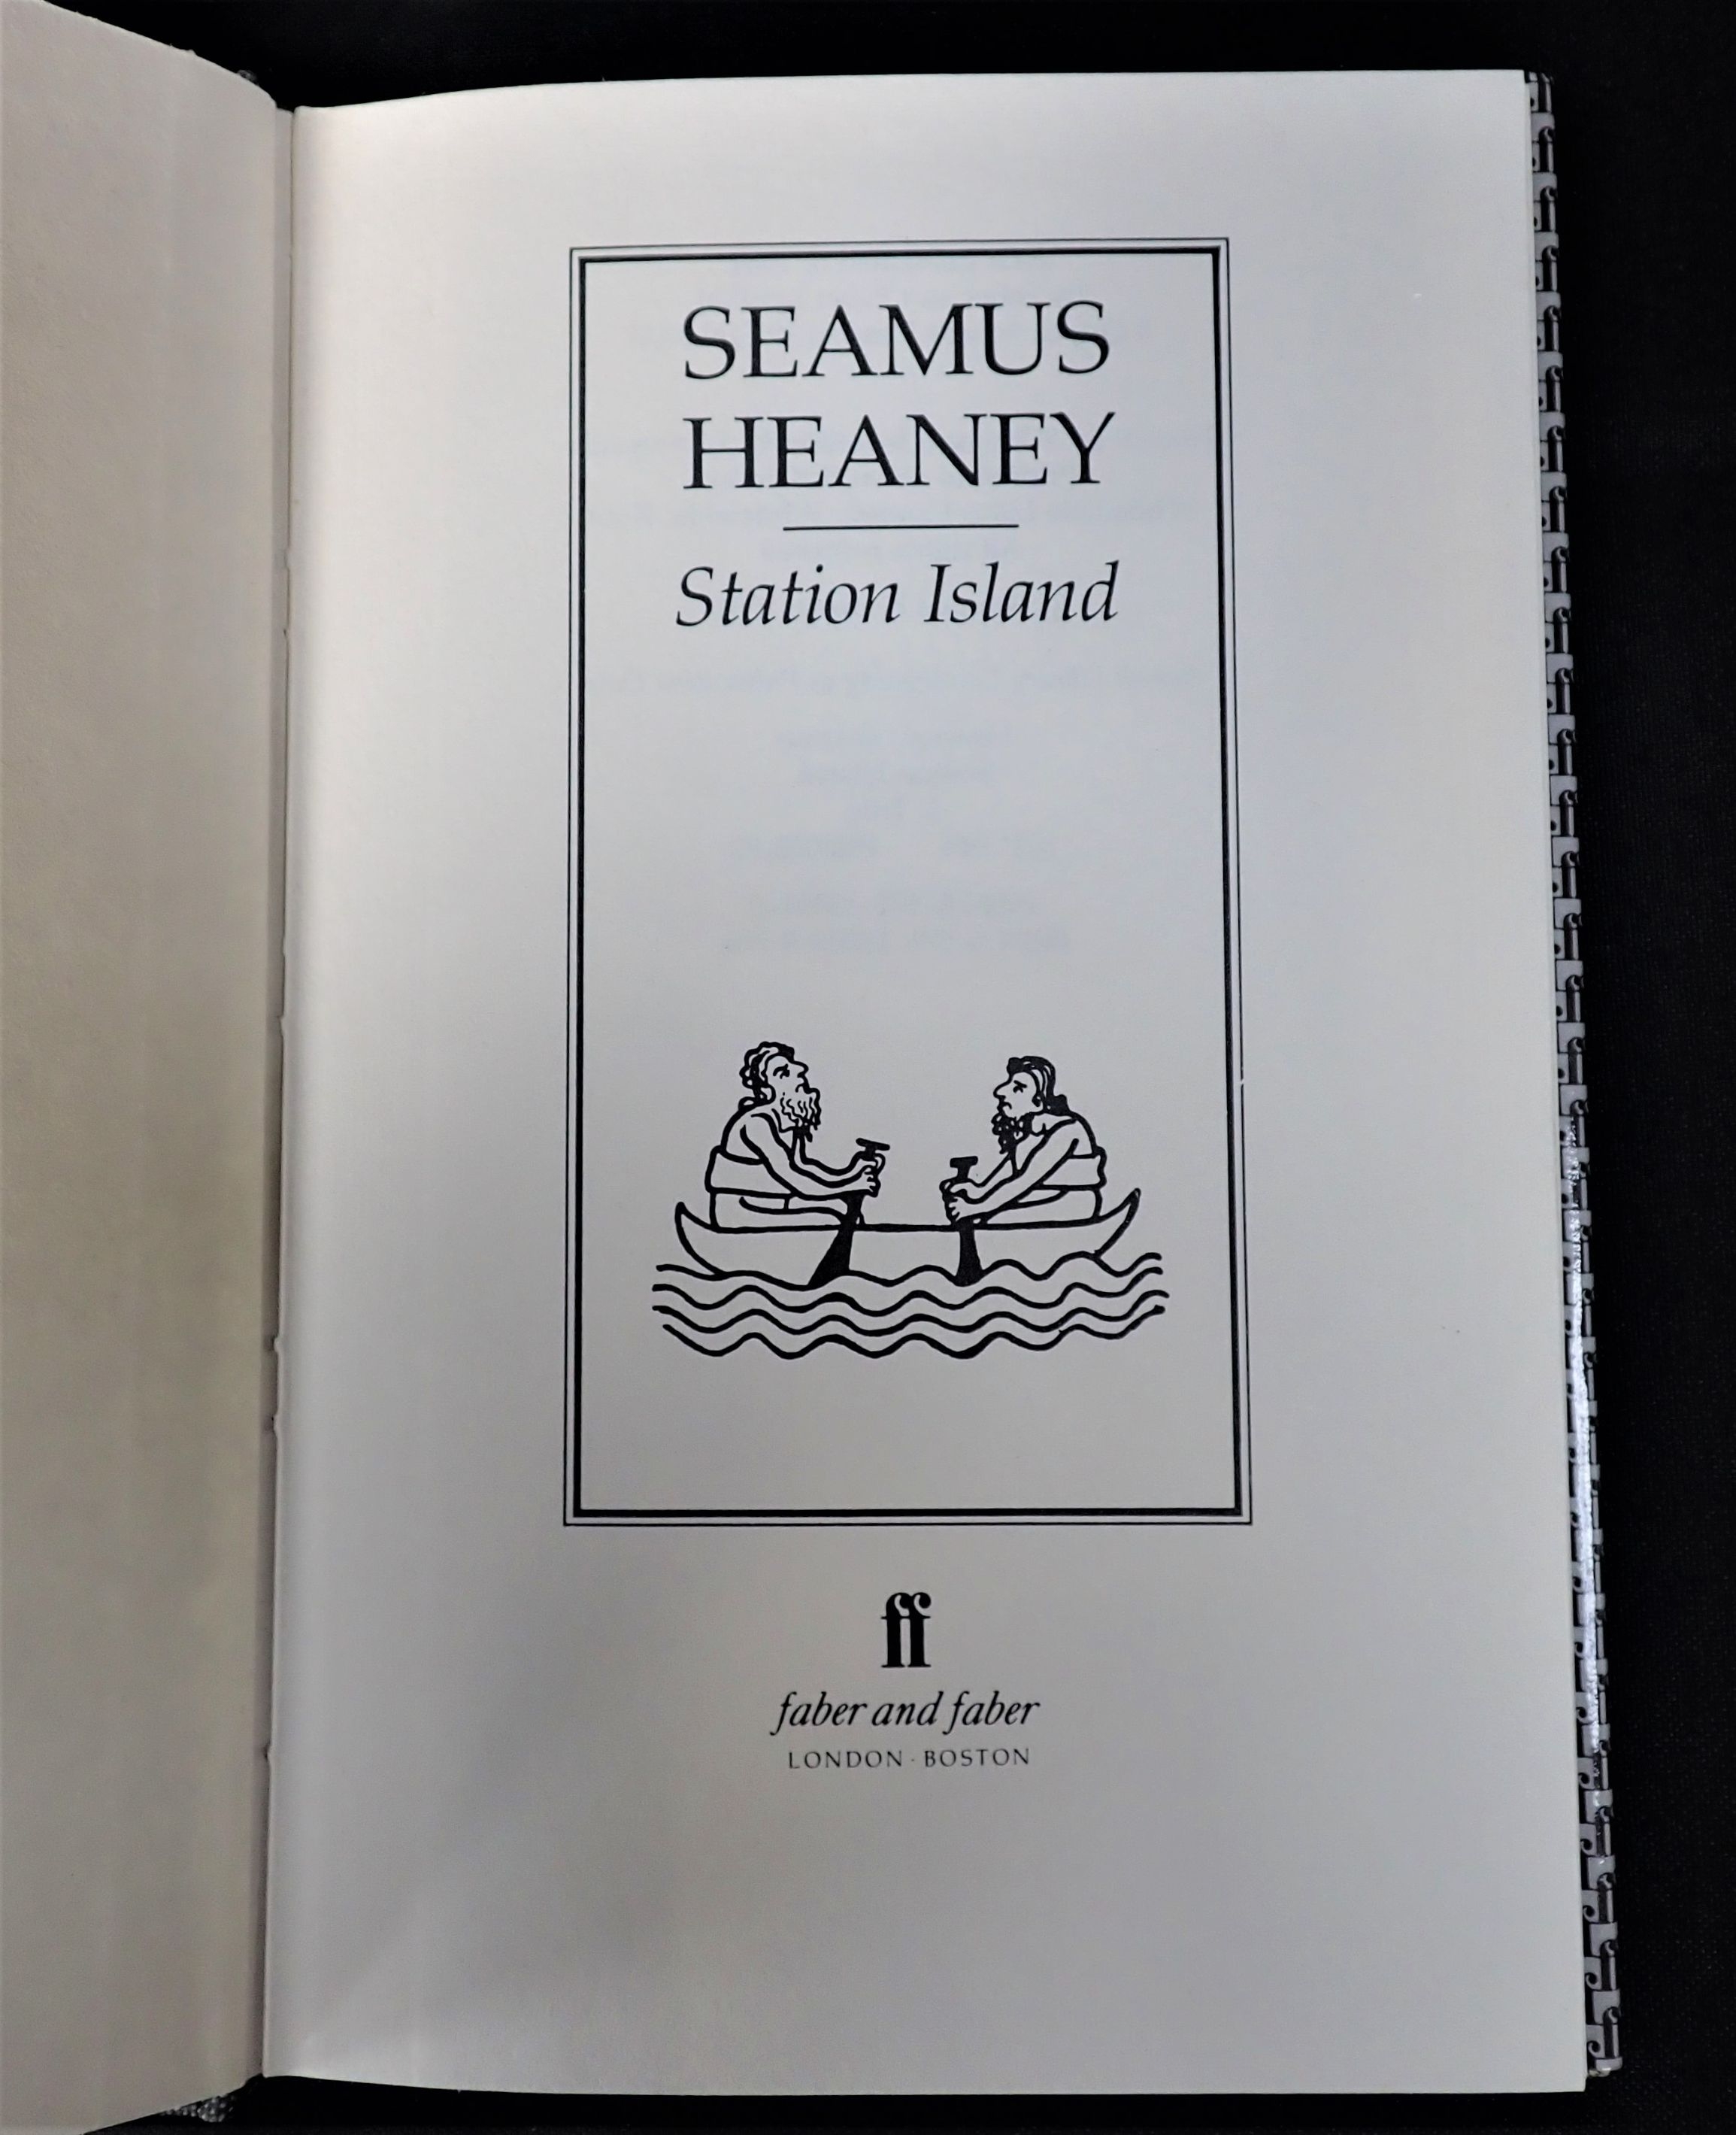 SEAMUS
HEANEY
Station Island
ff
faber and faber
LONDON · BOSTON